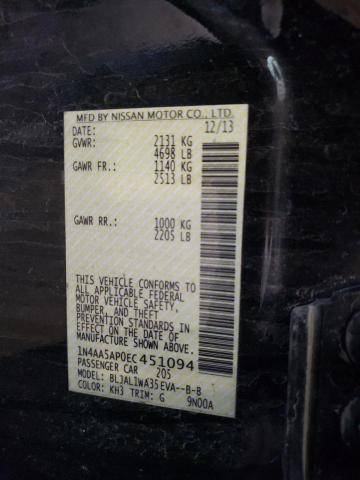 MFD BY NISSAN MOTOR CO., LTD.
DATE: 12/13
GVWR: 2131 KG
4698 LB
GAWR FR.: 1140 KG
2513 LB
GAWR RR.: 1000 KG
2205 LB
THIS VEHICLE CONFORMS TO
ALL APPLICABLE FEDERAL
MOTOR VEHICLE SAFETY,
BUMPER, AND THEFT
PREVENTION STANDARDS IN
EFFECT ON THE DATE OF
MANUFACTURE SHOWN ABOVE.
1N4AA5AP0EC451094
PASSENGER CAR 205
MODEL: BLJALIWA35EVA--B-B
COLOR: KH3 TRIM: G 9N00A